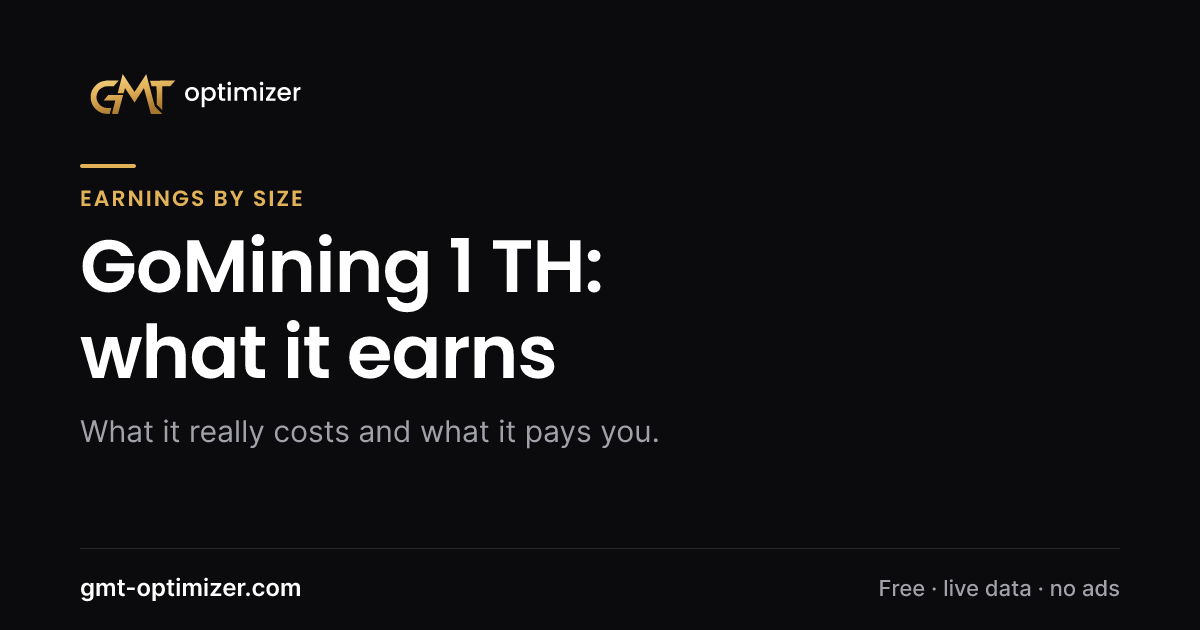 GMT optimizer
EARNINGS BY SIZE
GoMining 1 TH:
what it earns
What it really costs and what it pays you.
gmt-optimizer.com
Free · live data · no ads